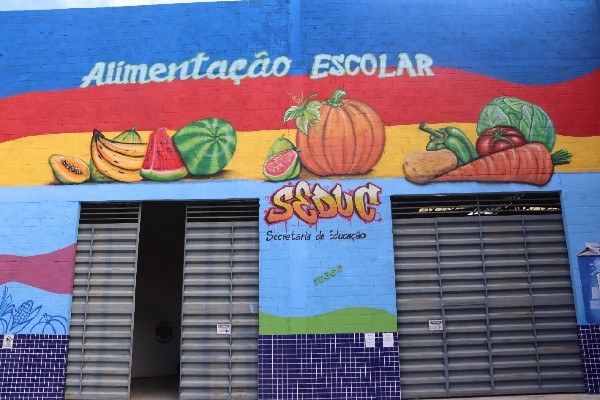 Alimentação ESCOLAR
SEDUC
Secretaria de Educação